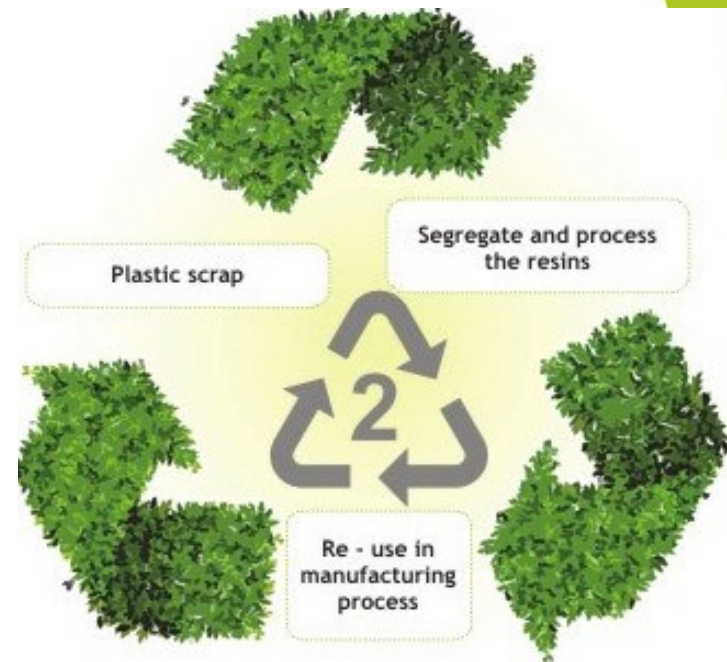 Plastic scrap
Segregate and process
the resins
2
Re - use in
manufacturing
process